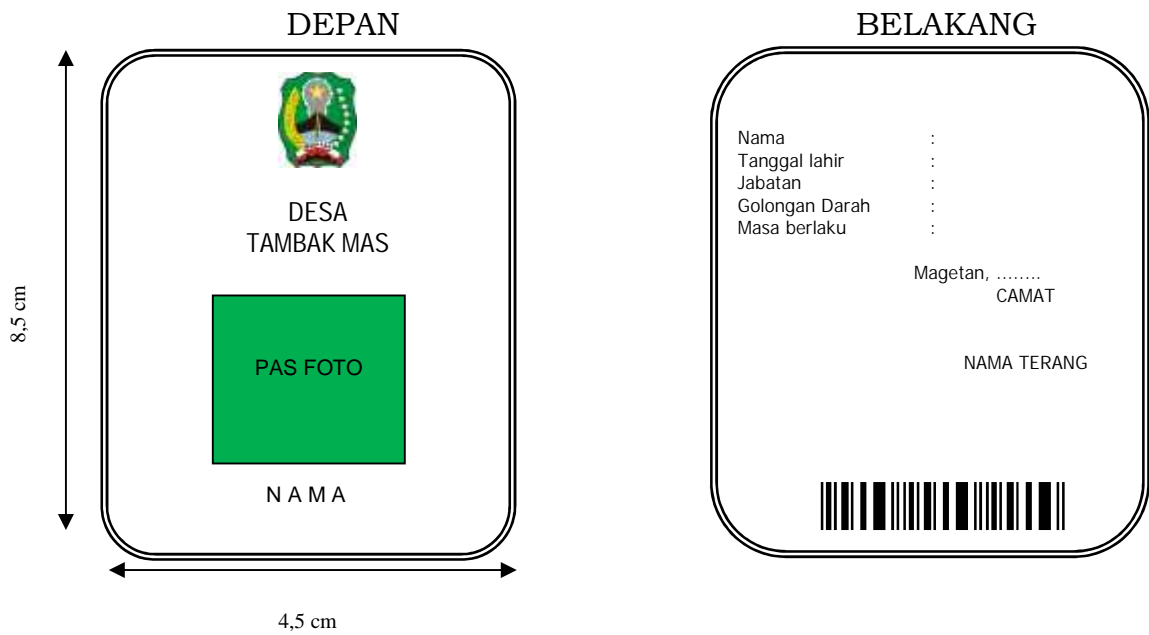 DEPAN
DESA
TAMBAK MAS
PAS FOTO
N A M A
8,5 cm
4,5 cm
BELAKANG
Nama :
Tanggal lahir :
Jabatan :
Golongan Darah :
Masa berlaku :
Magetan, ........
CAMAT
NAMA TERANG